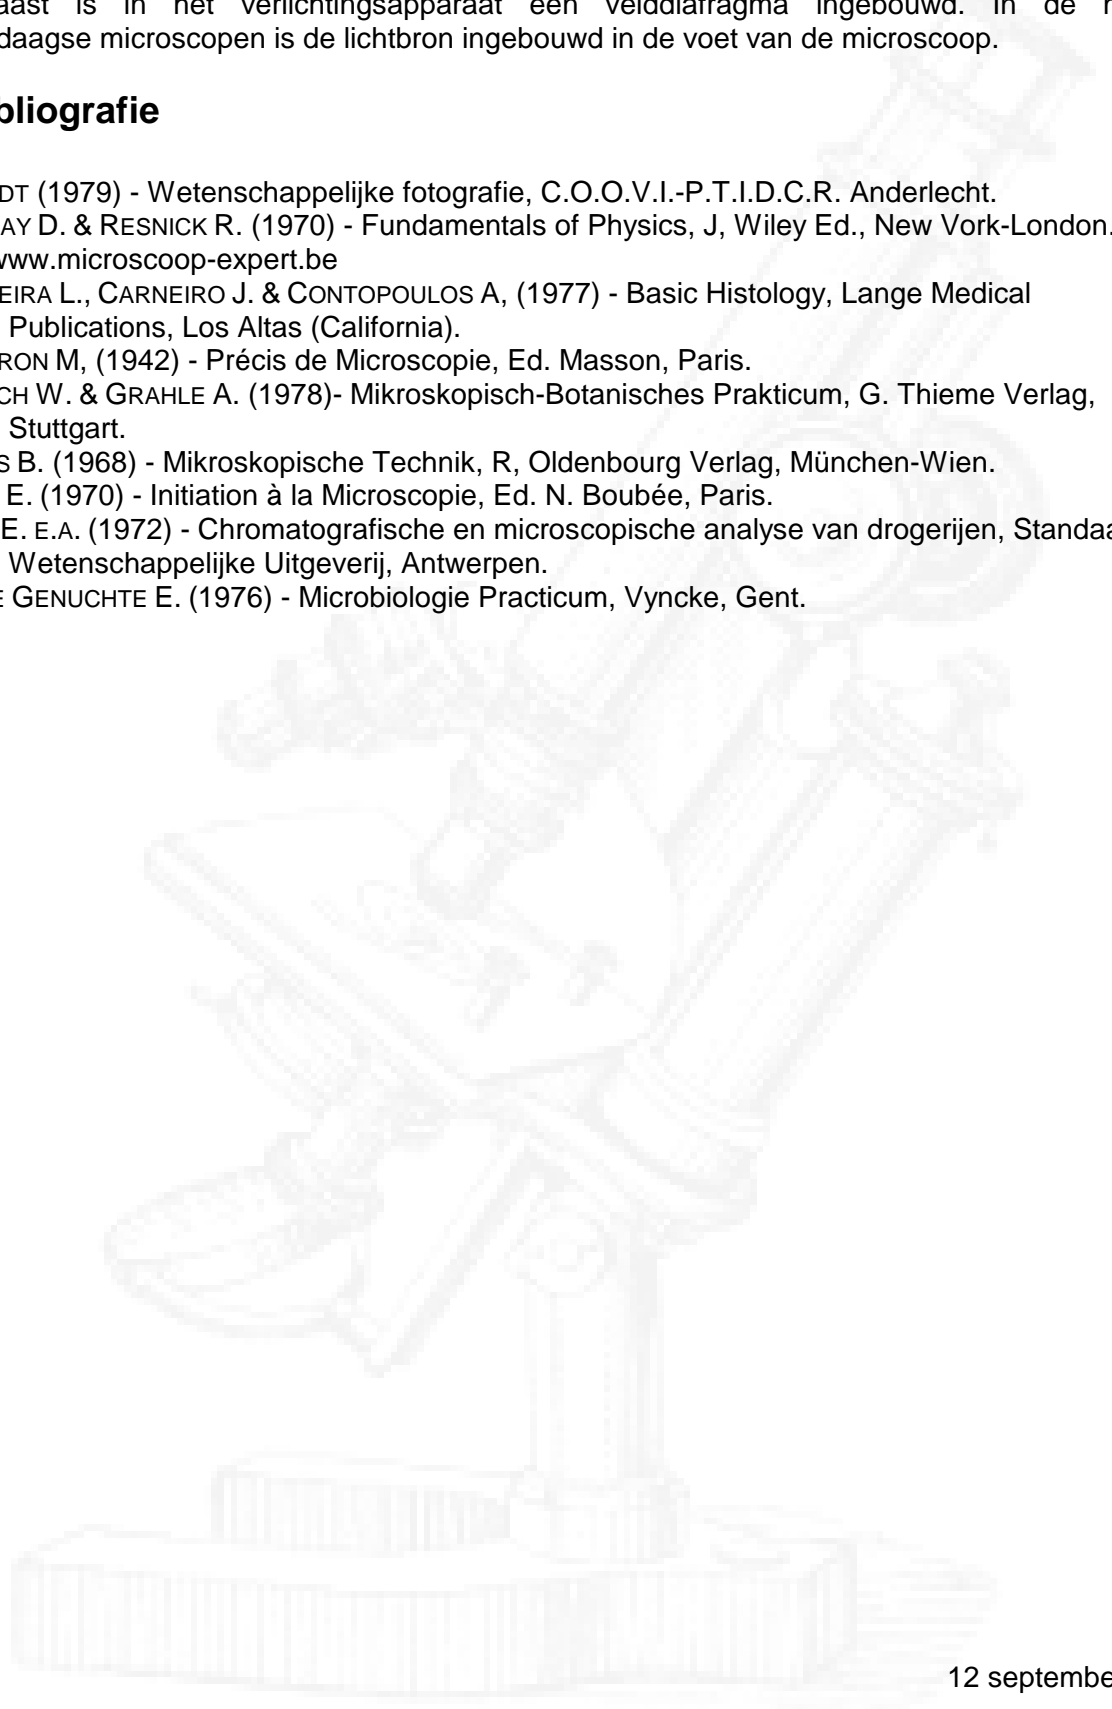 aast is in het verlichtingsapparaat een velddiafragma ingebouwd. In de
daagse microscopen is de lichtbron ingebouwd in de voet van de microscoop.
bliografie
DT (1979) - Wetenschappelijke fotografie, C.O.O.V.I.-P.T.I.D.C.R. Anderlecht.
AY D. & RESNICK R. (1970) - Fundamentals of Physics, J, Wiley Ed., New Vork-London.
www.microscoop-expert.be
EIRA L., CARNEIRO J. & CONTOPOULOS A, (1977) - Basic Histology, Lange Medical
Publications, Los Altas (California).
RON M, (1942) - Précis de Microscopie, Ed. Masson, Paris.
CH W. & GRAHLE A. (1978)- Mikroskopisch-Botanisches Prakticum, G. Thieme Verlag,
Stuttgart.
S B. (1968) - Mikroskopische Technik, R, Oldenbourg Verlag, München-Wien.
E. (1970) - Initiation à la Microscopie, Ed. N. Boubée, Paris.
E. E.A. (1972) - Chromatografische en microscopische analyse van drogerijen, Standaa
Wetenschappelijke Uitgeverij, Antwerpen.
E GENUCHTE E. (1976) - Microbiologie Practicum, Vyncke, Gent.
12 septembe